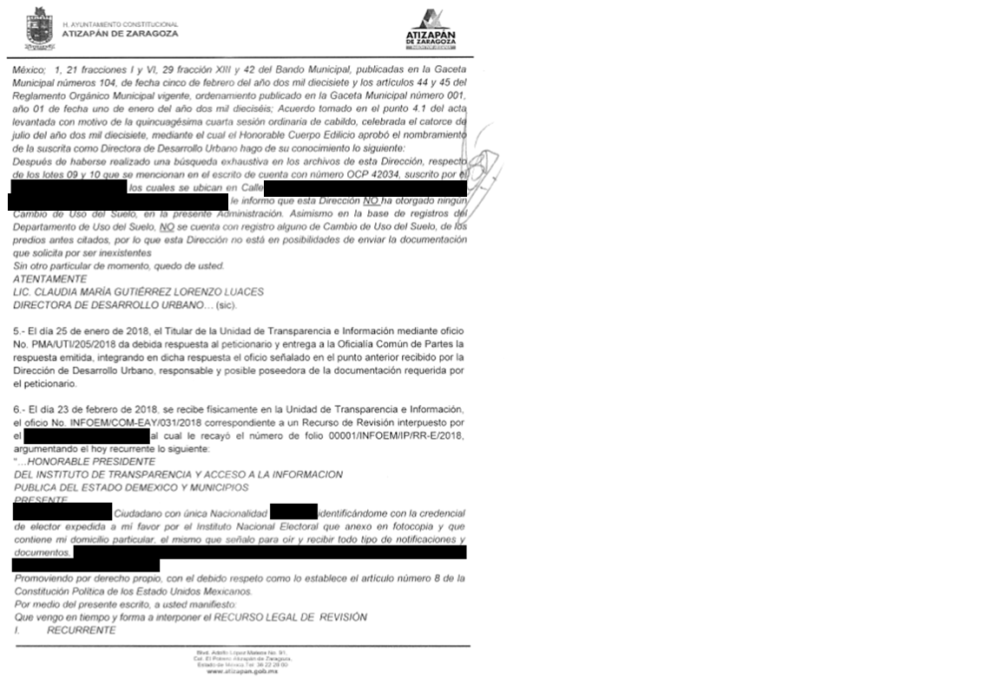 H. AYUNTAMIENTO CONSTITUCIONAL
ATIZAPÁN DE ZARAGOZA
ATIZAPÁN
DE ZARAGOZA
México; 1, 21 fracciones I y VI, 29 fracción XIII y 42 del Bando Municipal, publicadas en la Gaceta
Municipal números 104, de fecha cinco de febrero del año dos mil diecisiete y los artículos 44 y 45 del
Reglamento Orgánico Municipal vigente, ordenamiento publicado en la Gaceta Municipal número 001,
año 01 de fecha uno de enero del año dos mil dieciséis; Acuerdo tomado en el punto 4.1 del acta
levantada con motivo de la quincuagésima cuarta sesión ordinaria de cabildo, celebrada el catorce de
julio del año dos mil diecisiete, mediante el cual el Honorable Cuerpo Edilicio aprobó el nombramiento
de la suscrita como Directora de Desarrollo Urbano hago de su conocimiento lo siguiente:
Después de haberse realizado una búsqueda exhaustiva en los archivos de esta Dirección, respecto
de los lotes 09 y 10 que se mencionan en el escrito de cuenta con número OCP 42034, suscrito por el
los cuales se ubican en Calle
le informo que esta Dirección NO ha otorgado ningún
Cambio de Uso del Suelo, en la presente Administración. Asimismo en la base de registros del
Departamento de Uso del Suelo, NO se cuenta con registro alguno de Cambio de Uso del Suelo, de los
predios antes citados, por lo que esta Dirección no está en posibilidades de enviar la documentación
que solicita por ser inexistentes
Sin otro particular de momento, quedo de usted.
ATENTAMENTE
LIC. CLAUDIA MARÍA GUTIÉRREZ LORENZO LUACES
DIRECTORA DE DESARROLLO URBANO… (sic).
5.- El día 25 de enero de 2018, el Titular de la Unidad de Transparencia e Información mediante oficio
No. PMA/UTI/205/2018 da debida respuesta al peticionario y entrega a la Oficialía Común de Partes la
respuesta emitida, integrando en dicha respuesta el oficio señalado en el punto anterior recibido por la
Dirección de Desarrollo Urbano, responsable y posible poseedora de la documentación requerida por
el peticionario.
6.- El día 23 de febrero de 2018, se recibe físicamente en la Unidad de Transparencia e Información,
el oficio No. INFOEM/COM-EAY/031/2018 correspondiente a un Recurso de Revisión interpuesto por
el al cual le recayó el número de folio 00001/INFOEM/IP/RR-E/2018,
argumentando el hoy recurrente lo siguiente:
"…HONORABLE PRESIDENTE
DEL INSTITUTO DE TRANSPARENCIA Y ACCESO A LA INFORMACION
PUBLICA DEL ESTADO DEMEXICO Y MUNICIPIOS
PRESENTE
Ciudadano con única Nacionalidad identificándome con la credencial
de elector expedida a mí favor por el Instituto Nacional Electoral que anexo en fotocopia y que
contiene mi domicilio particular, el mismo que señalo para oír y recibir todo tipo de notificaciones y
documentos.
Promoviendo por derecho propio, con el debido respeto como lo establece el artículo número 8 de la
Constitución Política de los Estado Unidos Mexicanos.
Por medio del presente escrito, a usted manifiesto:
Que vengo en tiempo y forma a interponer el RECURSO LEGAL DE REVISIÓN
I. RECURRENTE
Blvd. Adolfo López Mateos No. 91,
Col. El Potrero Atizapán de Zaragoza,
Estado de México Tel. 36 22 28 00
www.atizapan.gob.mx